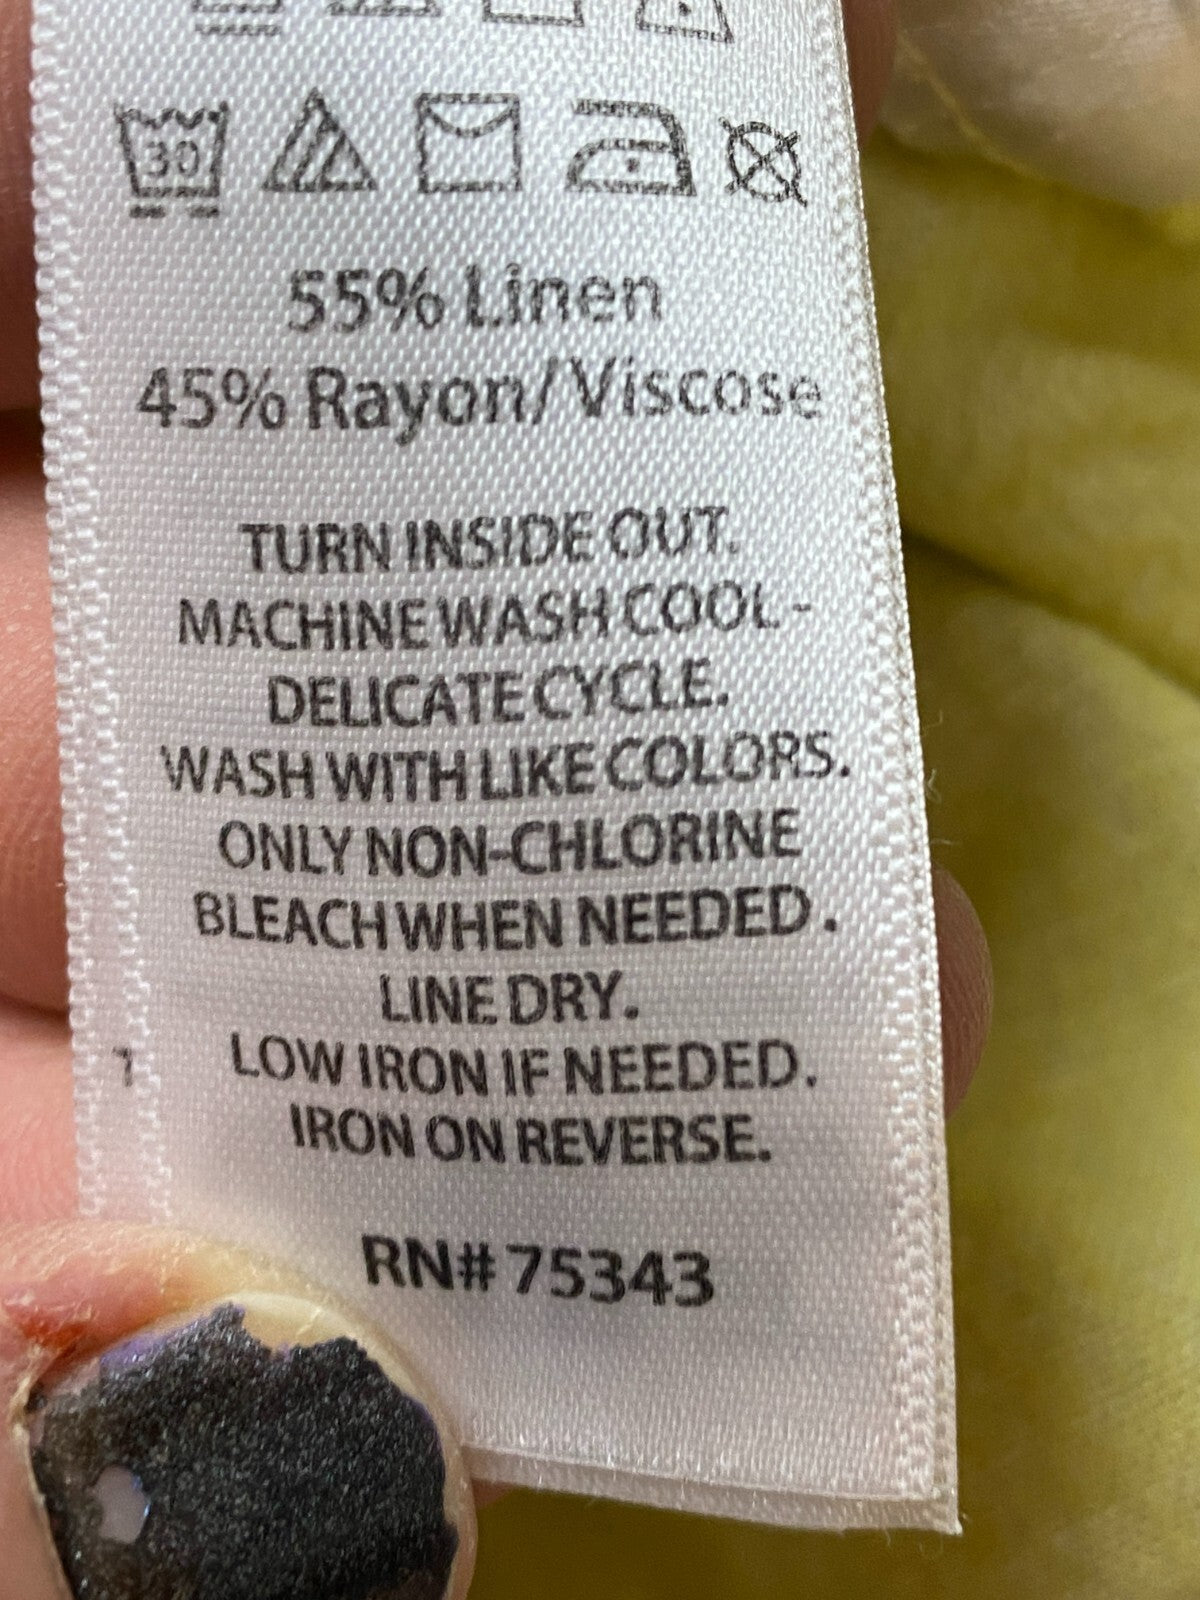 30
55% Linen
45% Rayon/Viscose
TURN INSIDE OUT.
MACHINE WASH COOL -
DELICATE CYCLE.
WASH WITH LIKE COLORS.
ONLY NON-CHLORINE
BLEACH WHEN NEEDED.
LINE DRY.
LOW IRON IF NEEDED.
IRON ON REVERSE.
RN# 75343